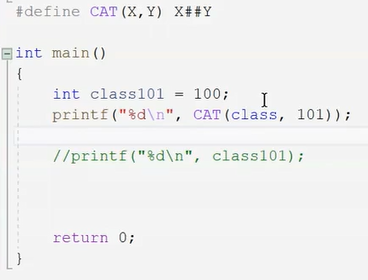 #define CAT(X,Y) X##Y
int main()
{
int class101 = 100;
printf("%d\n", CAT(class, 101));
//printf("%d\n", class101);
return 0;
}